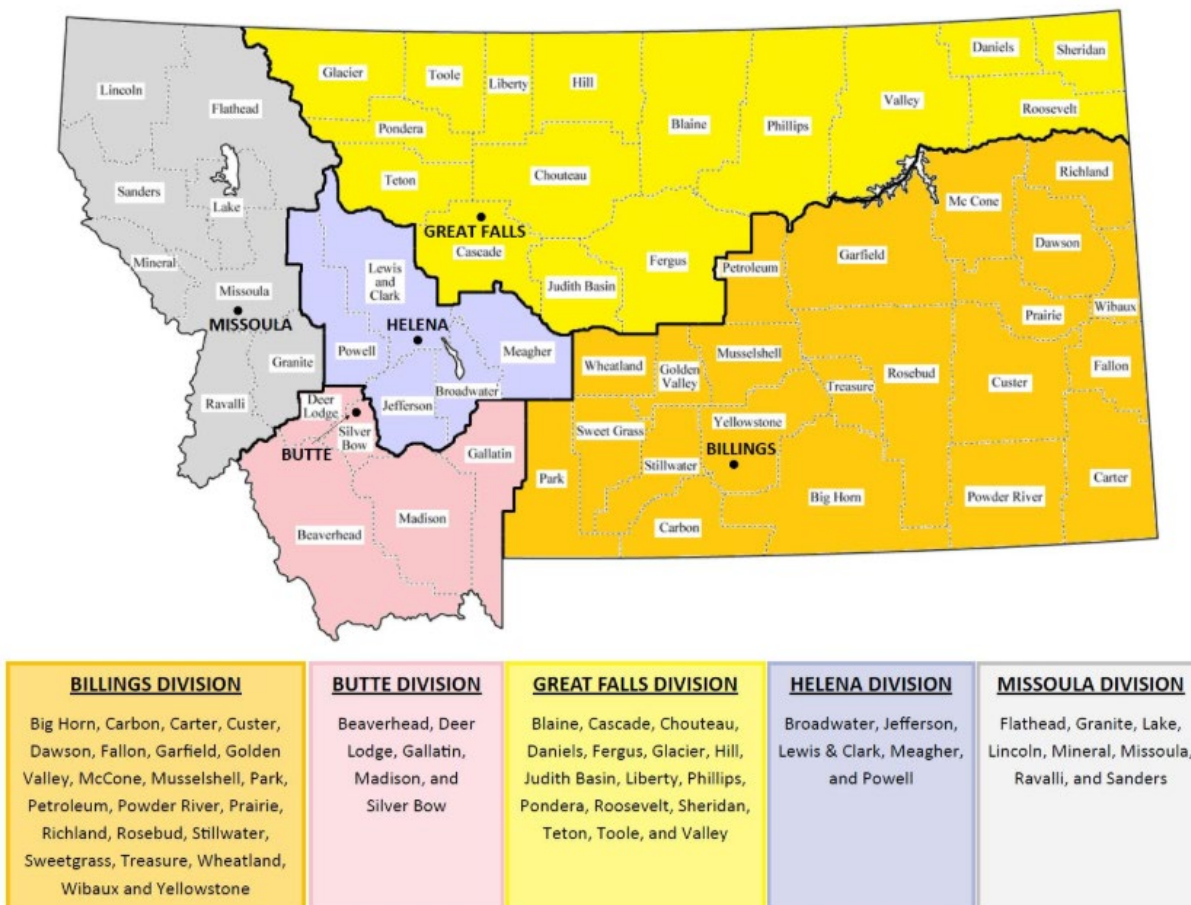 Daniels
Sheridan
Glacier
Toole
Liberty
Hill
Lincoln
Flathead
Valley
Roosevelt
Blaine
Phillips
Pondera
Richland
Teton
Chouteau
Sanders
Lake
Mc Cone
GREAT FALLS
Cascade
Dawson
Mineral
Lewis
and
Clark
Fergus
Petroleum
Garfield
Judith Basin
Missoula
MISSOULA
HELENA
Prairie
Wibaux
Powell
Meagher
Granite
Wheatland
Golden
Valley
Musselshell
Rosebud
Custer
Fallon
Ravalli
Deer
Lodge
Jefferson
Broadwater
Treasure
Silver
Bow
BUTTE
Gallatin
Sweet Grass
Yellowstone
BILLINGS
Stillwater
Park
Carter
Beaverhead
Madison
Carbon
Big Horn
Powder River
BILLINGS DIVISION
Big Horn, Carbon, Carter, Custer,
Dawson, Fallon, Garfield, Golden
Valley, McCone, Musselshell, Park,
Petroleum, Powder River, Prairie,
Richland, Rosebud, Stillwater,
Sweetgrass, Treasure, Wheatland,
Wibaux and Yellowstone
BUTTE DIVISION
Beaverhead, Deer
Lodge, Gallatin,
Madison, and
Silver Bow
GREAT FALLS DIVISION
Blaine, Cascade, Chouteau,
Daniels, Fergus, Glacier, Hill,
Judith Basin, Liberty, Phillips,
Pondera, Roosevelt, Sheridan,
Teton, Toole, and Valley
HELENA DIVISION
Broadwater, Jefferson,
Lewis & Clark, Meagher,
and Powell
MISSOULA DIVISION
Flathead, Granite, Lake,
Lincoln, Mineral, Missoula,
Ravalli, and Sanders